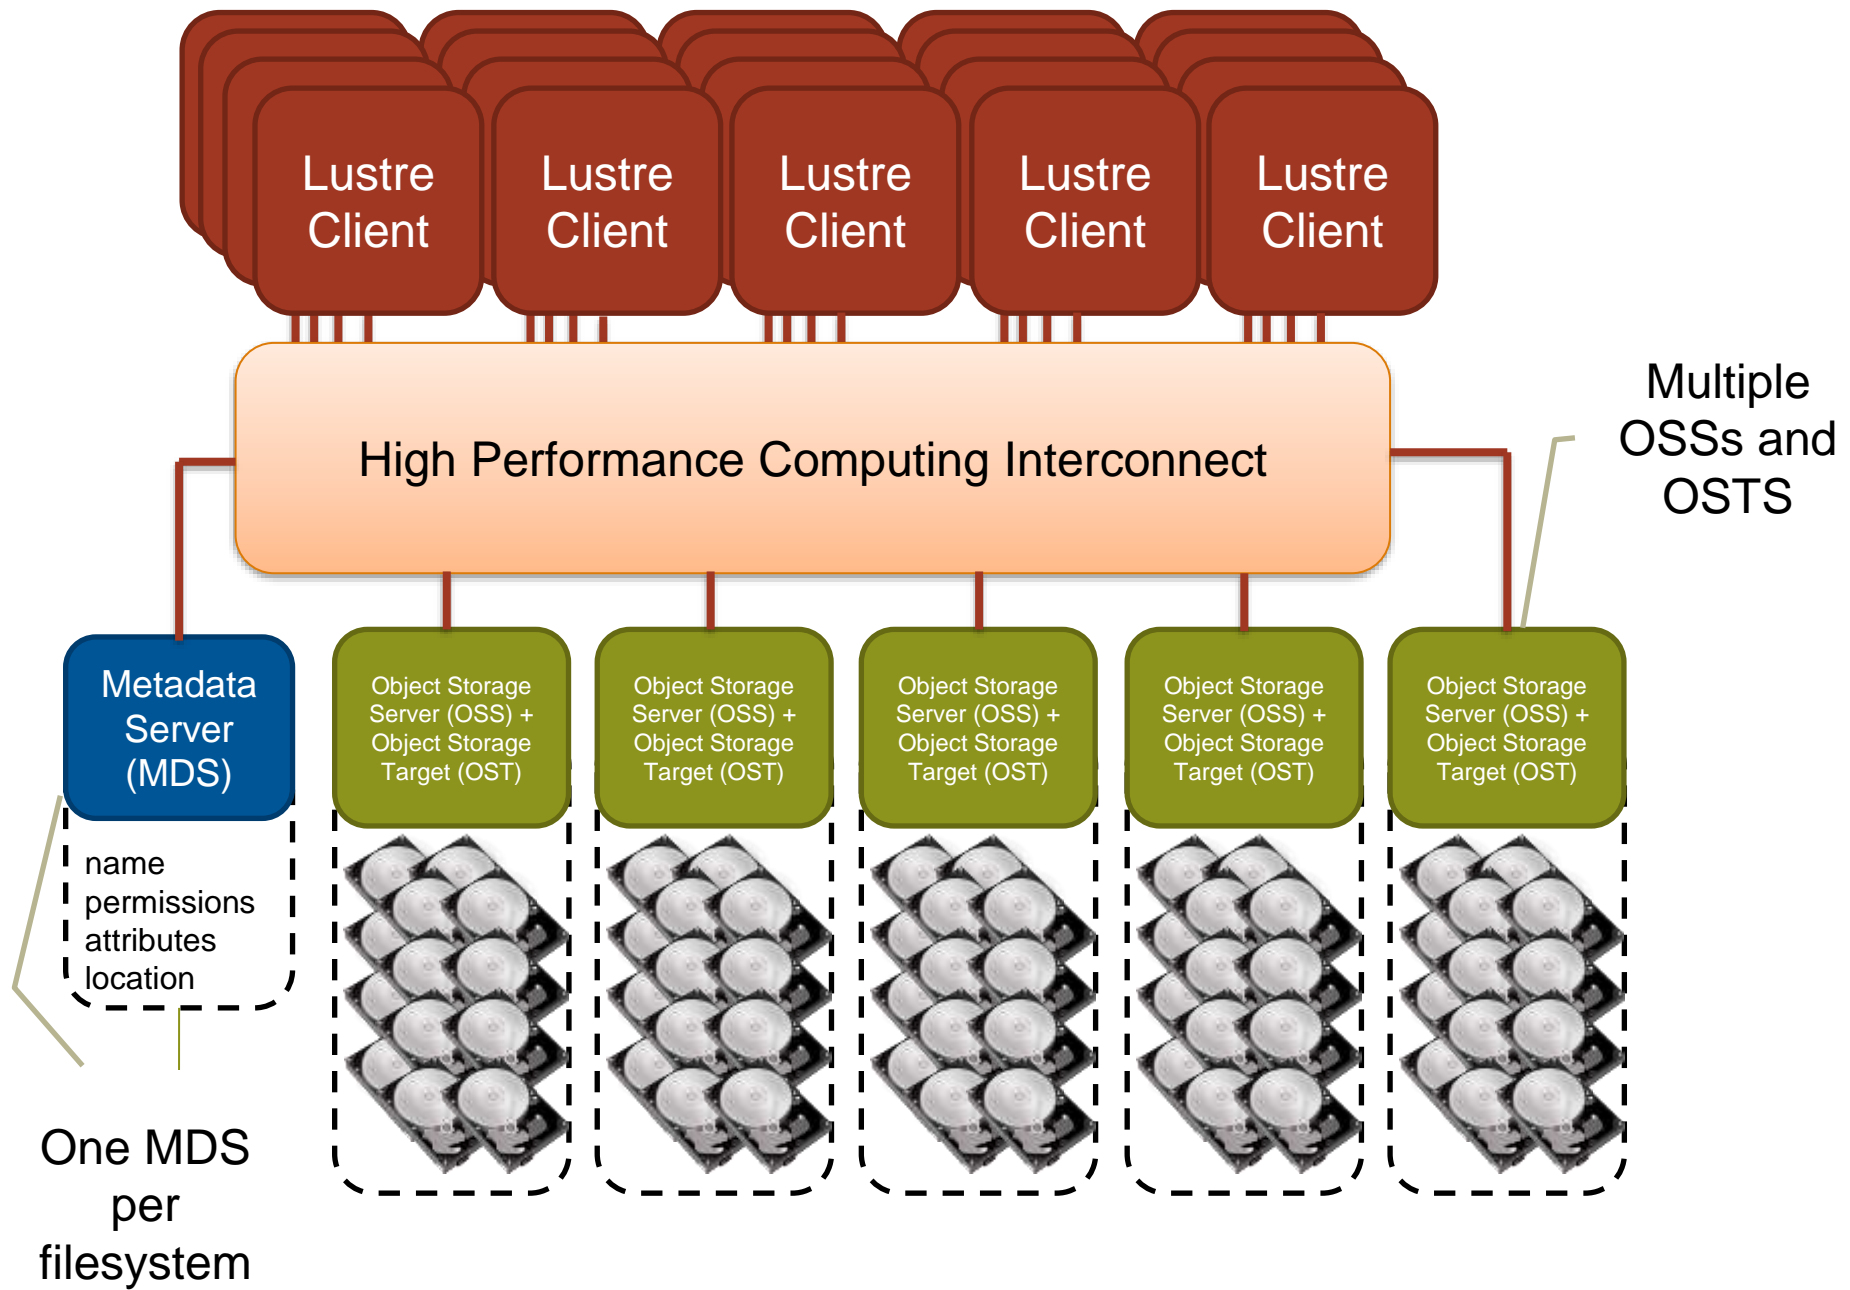 Lustre
Client
Lustre
Client
Lustre
Client
Lustre
Client
Lustre
Client
High Performance Computing Interconnect
Multiple
OSSs and
OSTS
Metadata
Server
(MDS)
Object Storage
Server (OSS) +
Object Storage
Target (OST)
Object Storage
Server (OSS) +
Object Storage
Target (OST)
Object Storage
Server (OSS) +
Object Storage
Target (OST)
Object Storage
Server (OSS) +
Object Storage
Target (OST)
Object Storage
Server (OSS) +
Object Storage
Target (OST)
name
permissions
attributes
location
One MDS
per
filesystem